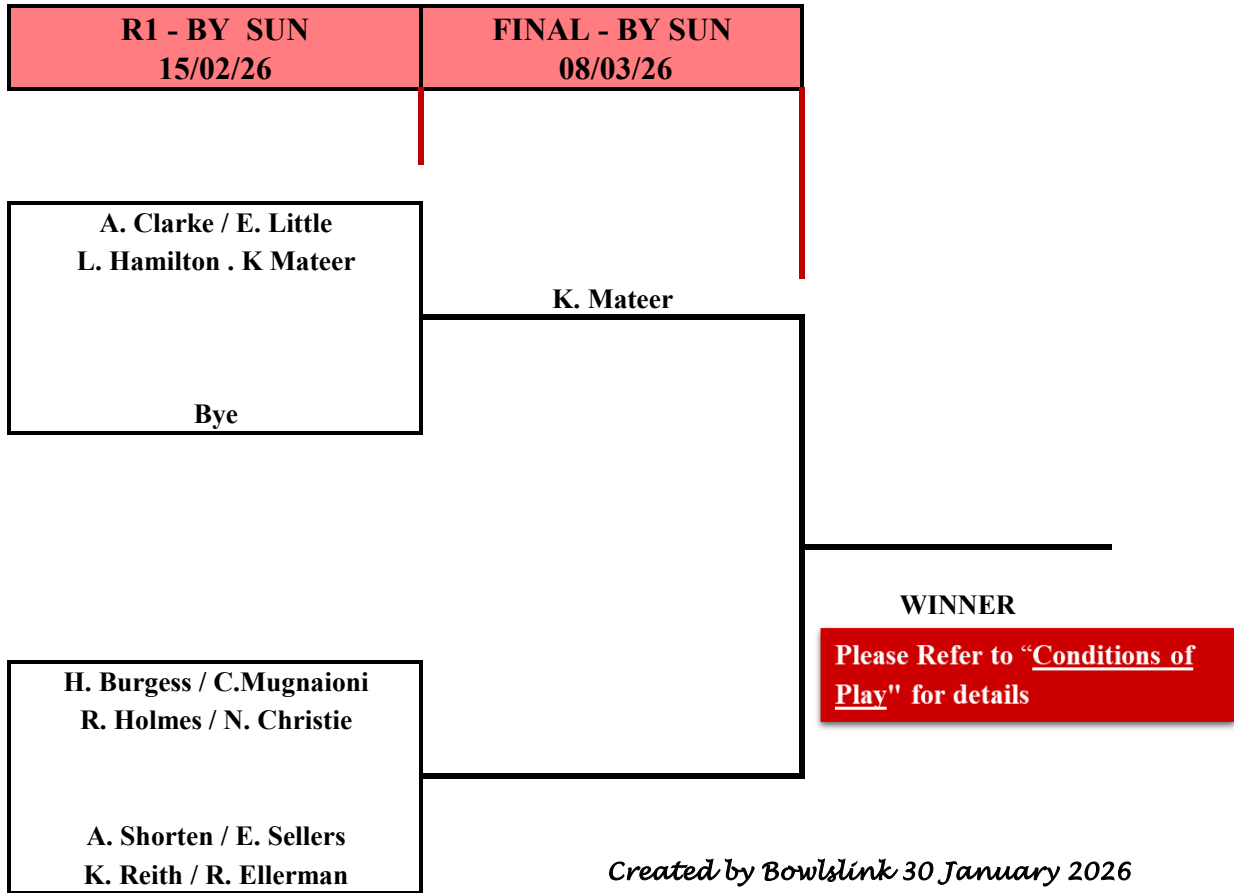 R1 - BY SUN
15/02/26
FINAL - BY SUN
08/03/26
A. Clarke / E. Little
L. Hamilton . K Mateer
K. Mateer
Bye
WINNER
Please Refer to “Conditions of
Play" for details
H. Burgess / C.Mugnaioni
R. Holmes / N. Christie
A. Shorten / E. Sellers
K. Reith / R. Ellerman
Created by Bowlslink 30 January 2026